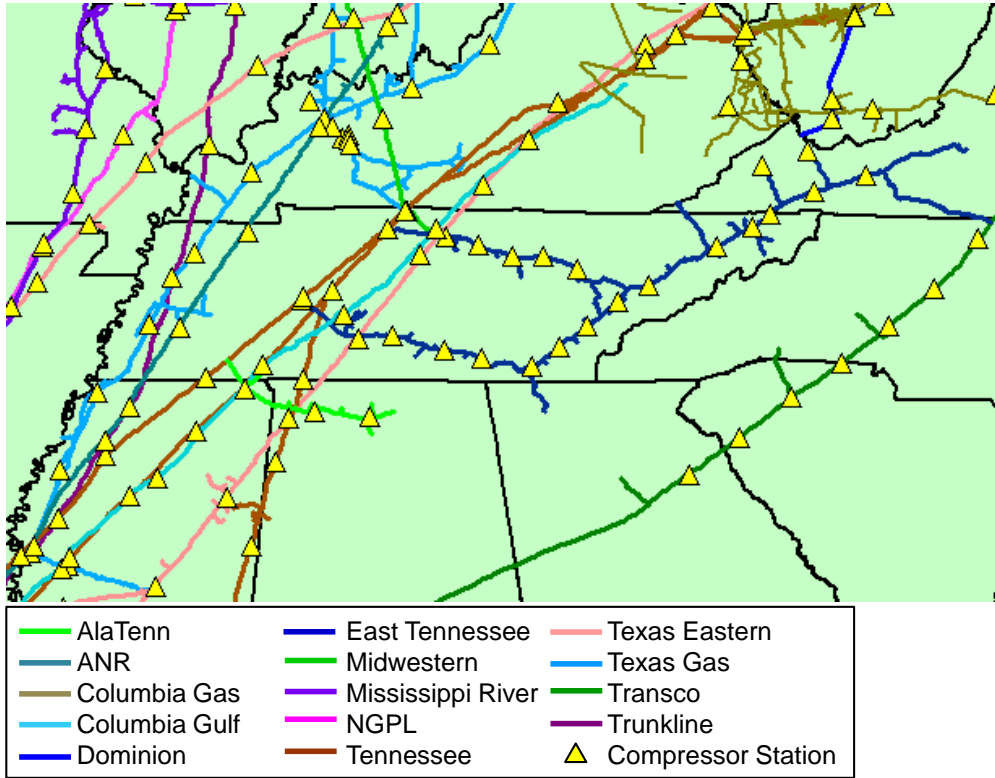 AlaTenn
ANR
Columbia Gas
Columbia Gulf
Dominion
East Tennessee
Midwestern
Mississippi River
NGPL
Tennessee
Texas Eastern
Texas Gas
Transco
Trunkline
Compressor Station